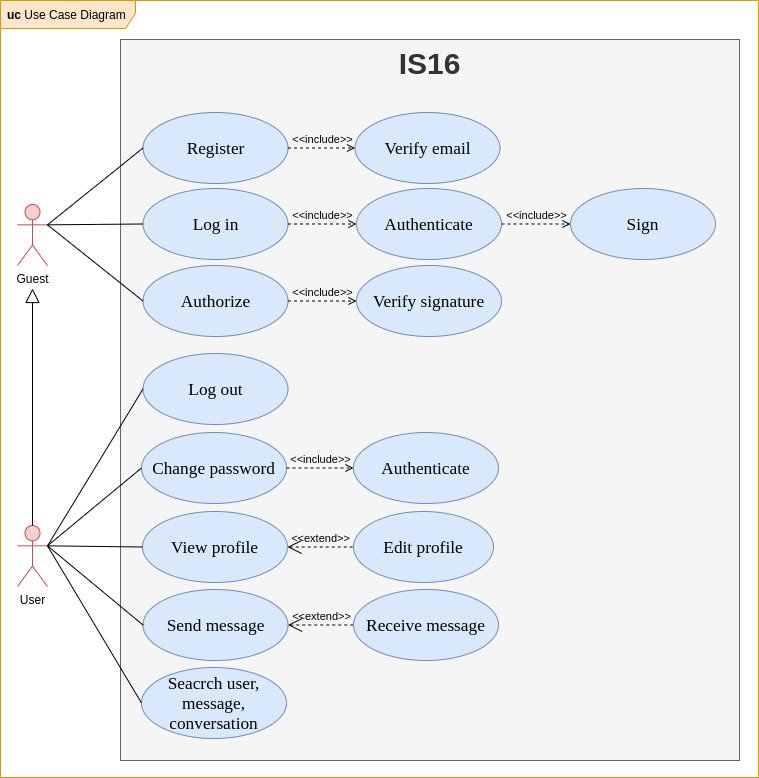 uc Use Case Diagram
IS16
Register
<<include>>
Verify email
Log in
<<include>>
Authenticate
<<include>>
Sign
Guest
Authorize
<<include>>
Verify signature
Log out
Change password
<<include>>
Authenticate
View profile
<<extend>>
Edit profile
User
Send message
<<extend>>
Receive message
Seacrch user,
message,
conversation